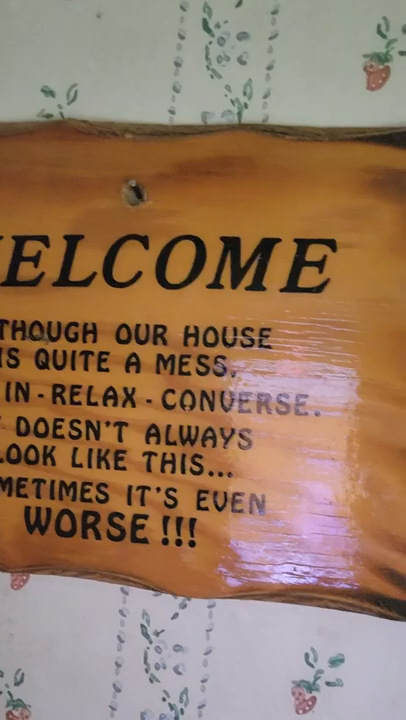 ELCOME
THOUGH OUR HOUSE
IS QUITE A MESS,
IN - RELAX - CONVERSE.
DOESN'T ALWAYS
LOOK LIKE THIS...
METIMES IT'S EVEN
WORSE !!!